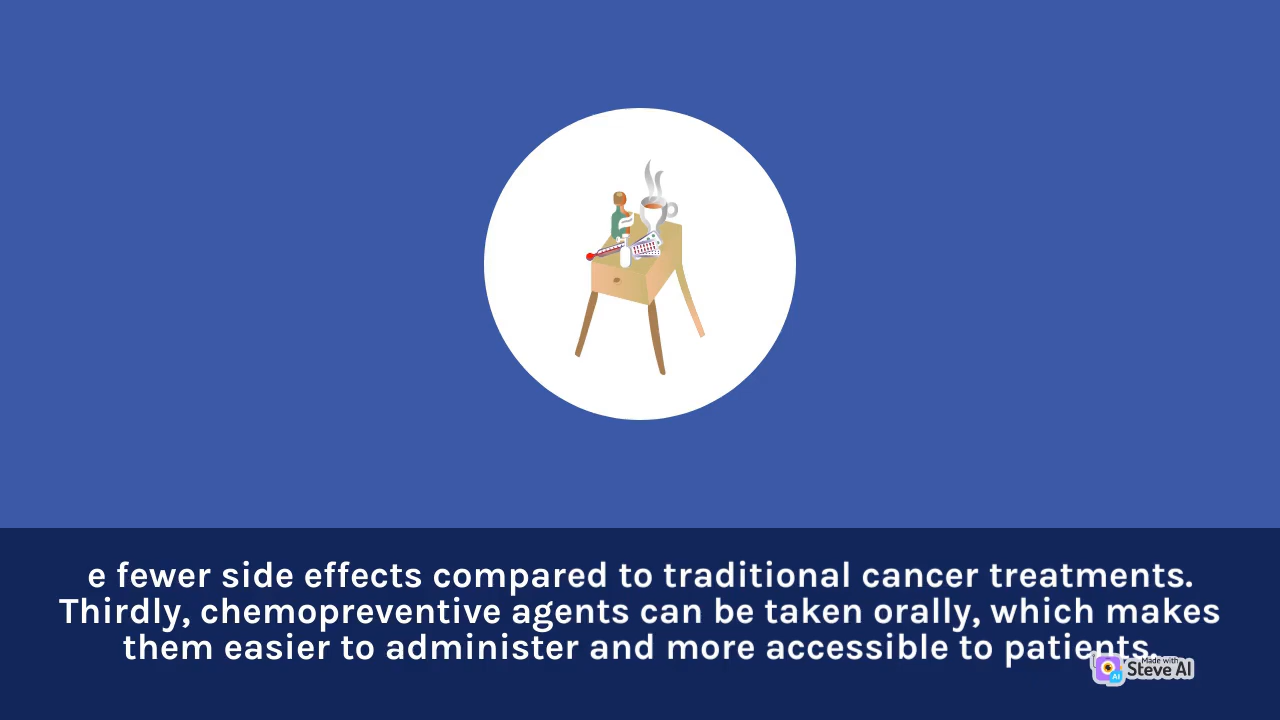 e fewer side effects compared to traditional cancer treatments.
Thirdly, chemopreventive agents can be taken orally, which makes
them easier to administer and more accessible to patients.
Made with
Steve AI
AI